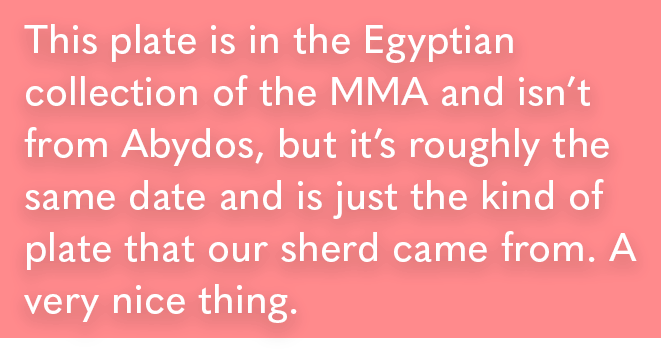 This plate is in the Egyptian
collection of the MMA and isn’t
from Abydos, but it’s roughly the
same date and is just the kind of
plate that our sherd came from. A
very nice thing.